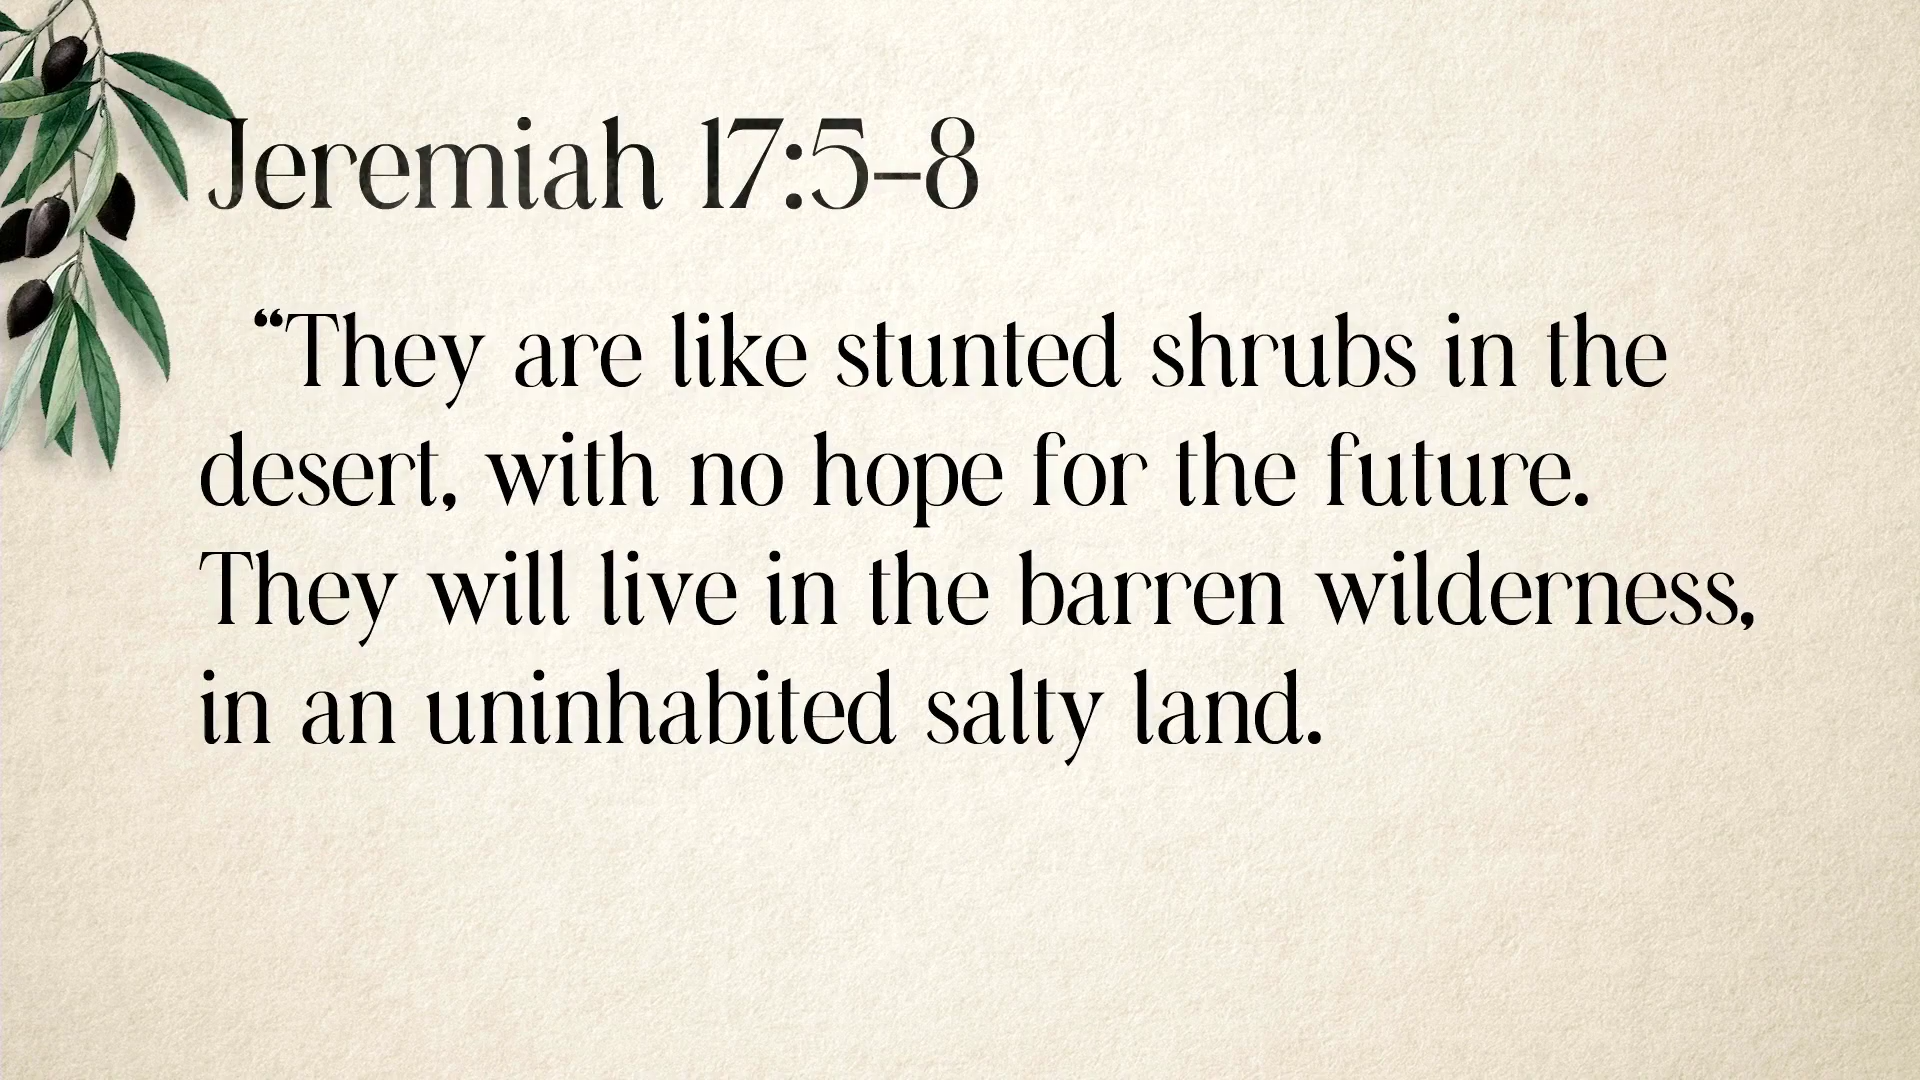 Jeremiah 17:5–8
“They are like stunted shrubs in the
desert, with no hope for the future.
They will live in the barren wilderness,
in an uninhabited salty land.